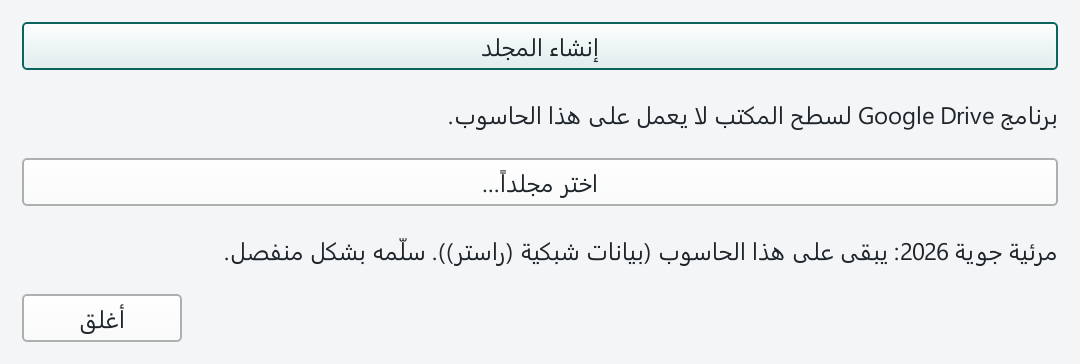 إنشاء المجلد
برنامج Google Drive لسطح المكتب لا يعمل على هذا الحاسوب.
اختر مجلداً...
مرئية جوية 2026: يبقى على هذا الحاسوب (بيانات شبكية (راستر)). سلّمه بشكل منفصل.
أغلق